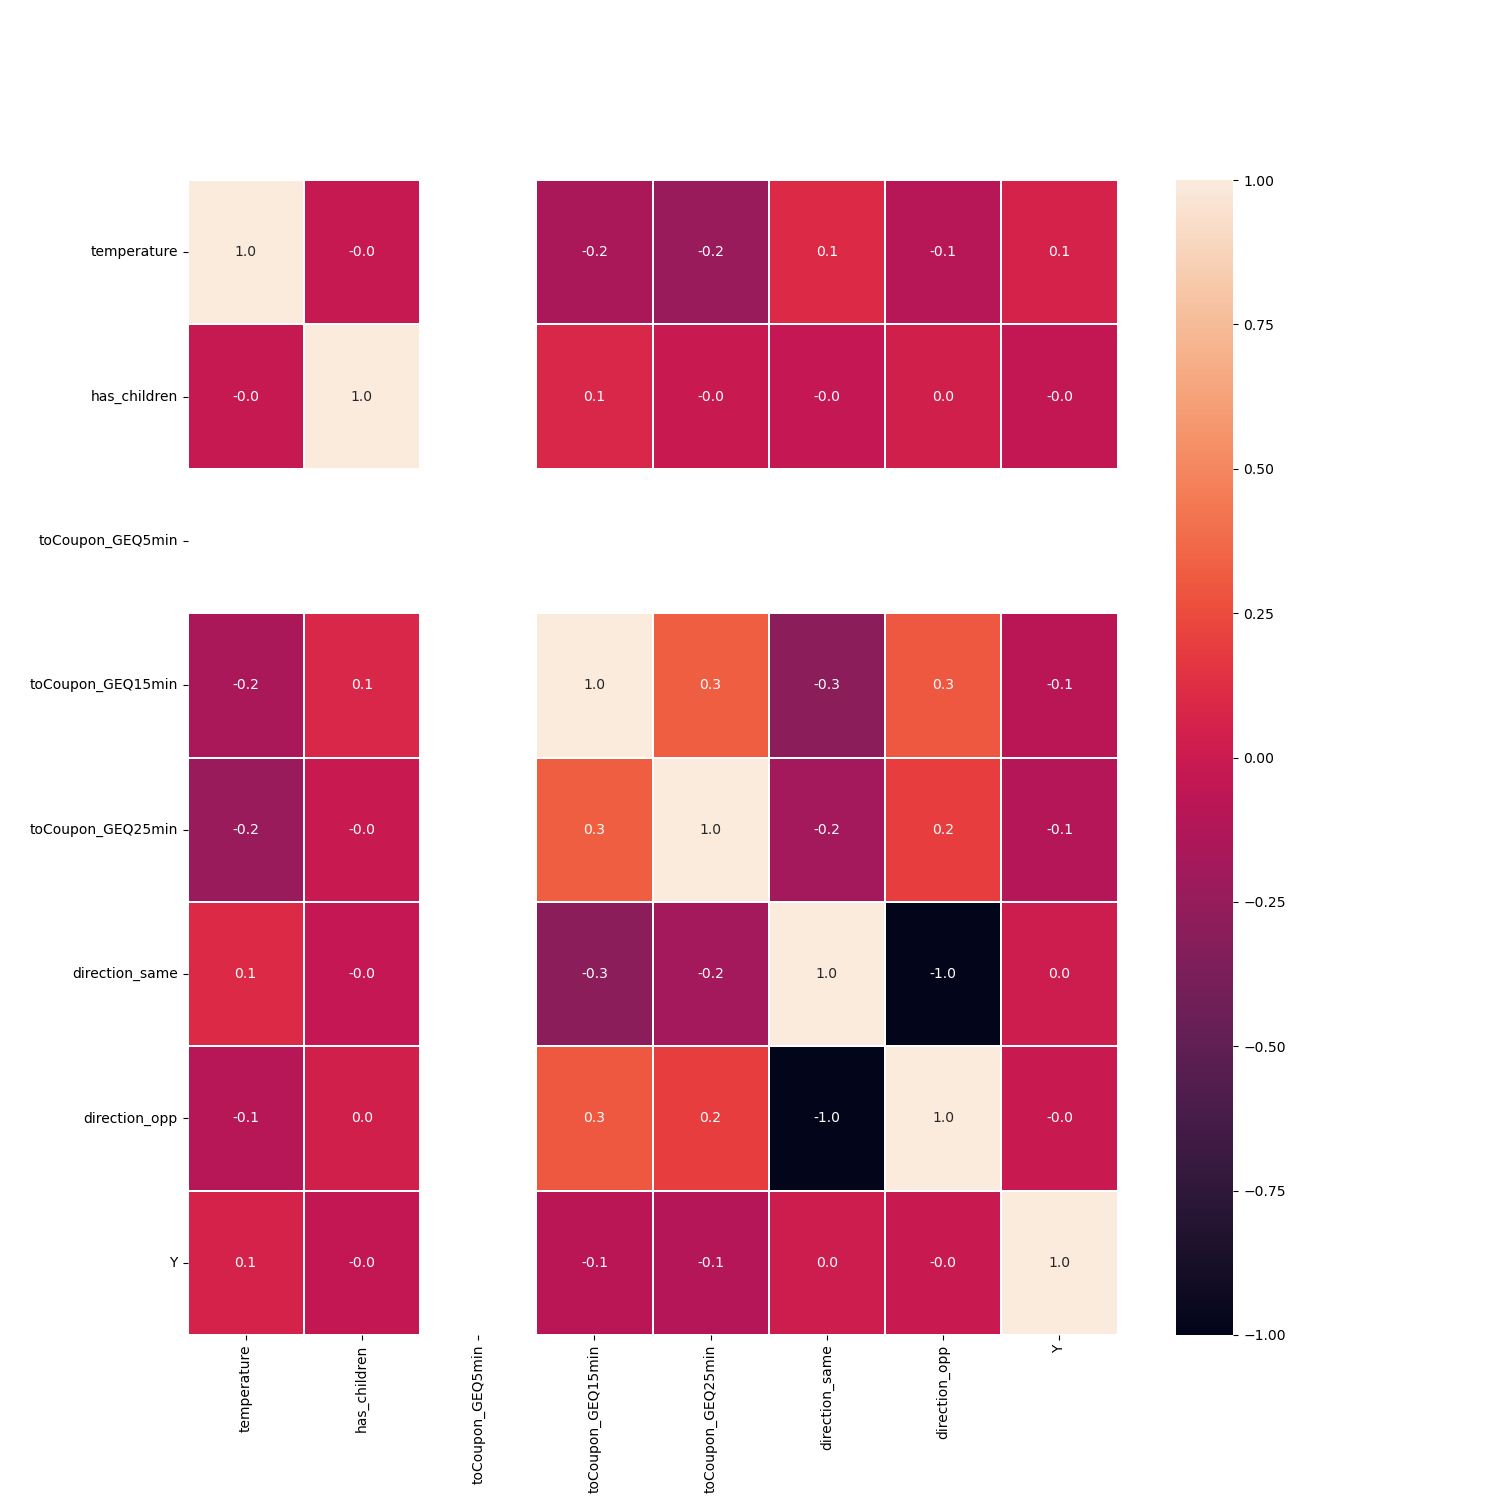 1.00
temperature 1.0 -0.0 -0.2 -0.2 0.1 -0.1 0.1
0.75
has_children -0.0 1.0 0.1 -0.0 -0.0 0.0 -0.0
0.50
toCoupon_GEQ5min
0.25
toCoupon_GEQ15min -0.2 0.1 1.0 0.3 -0.3 0.3 -0.1
0.00
toCoupon_GEQ25min -0.2 -0.0 0.3 1.0 -0.2 0.2 -0.1
−0.25
direction_same 0.1 -0.0 -0.3 -0.2 1.0 -1.0 0.0
−0.50
direction_opp -0.1 0.0 0.3 0.2 -1.0 1.0 -0.0
−0.75
Y 0.1 -0.0 -0.1 -0.1 0.0 -0.0 1.0
−1.00
temperature
has_children
toCoupon_GEQ5min
toCoupon_GEQ15min
toCoupon_GEQ25min
direction_same
direction_opp
Y